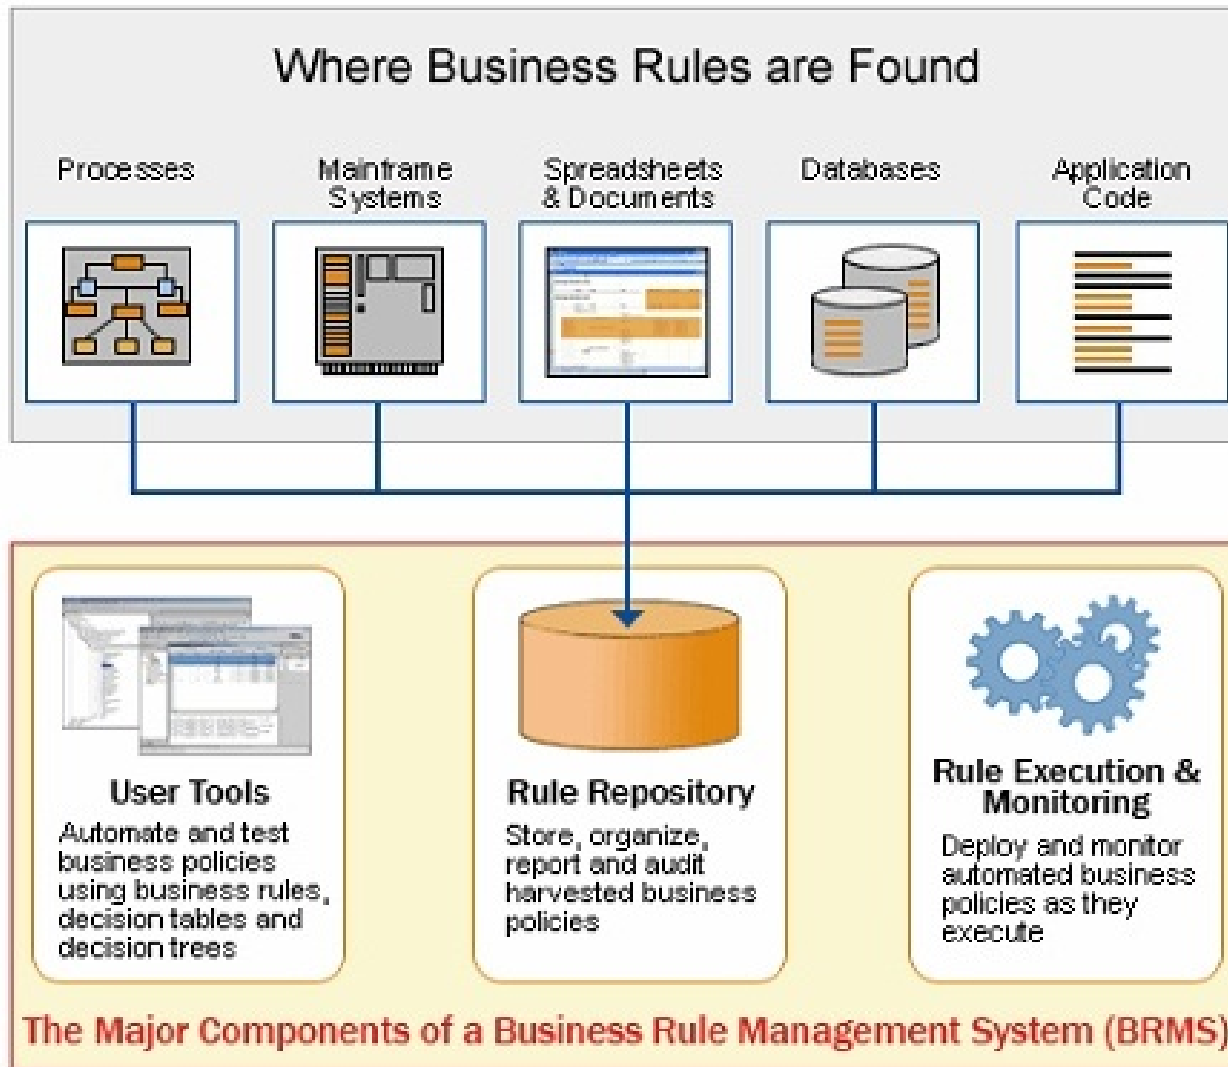 Where Business Rules are Found
Processes
Mainframe
Systems
Spreadsheets
& Documents
Databases
Application
Code
User Tools
Automate and test
business policies
using business rules,
decision tables and
decision trees
Rule Repository
Store, organize,
report and audit
harvested business
policies
Rule Execution &
Monitoring
Deploy and monitor
automated business
policies as they
execute
The Major Components of a Business Rule Management System (BRMS)